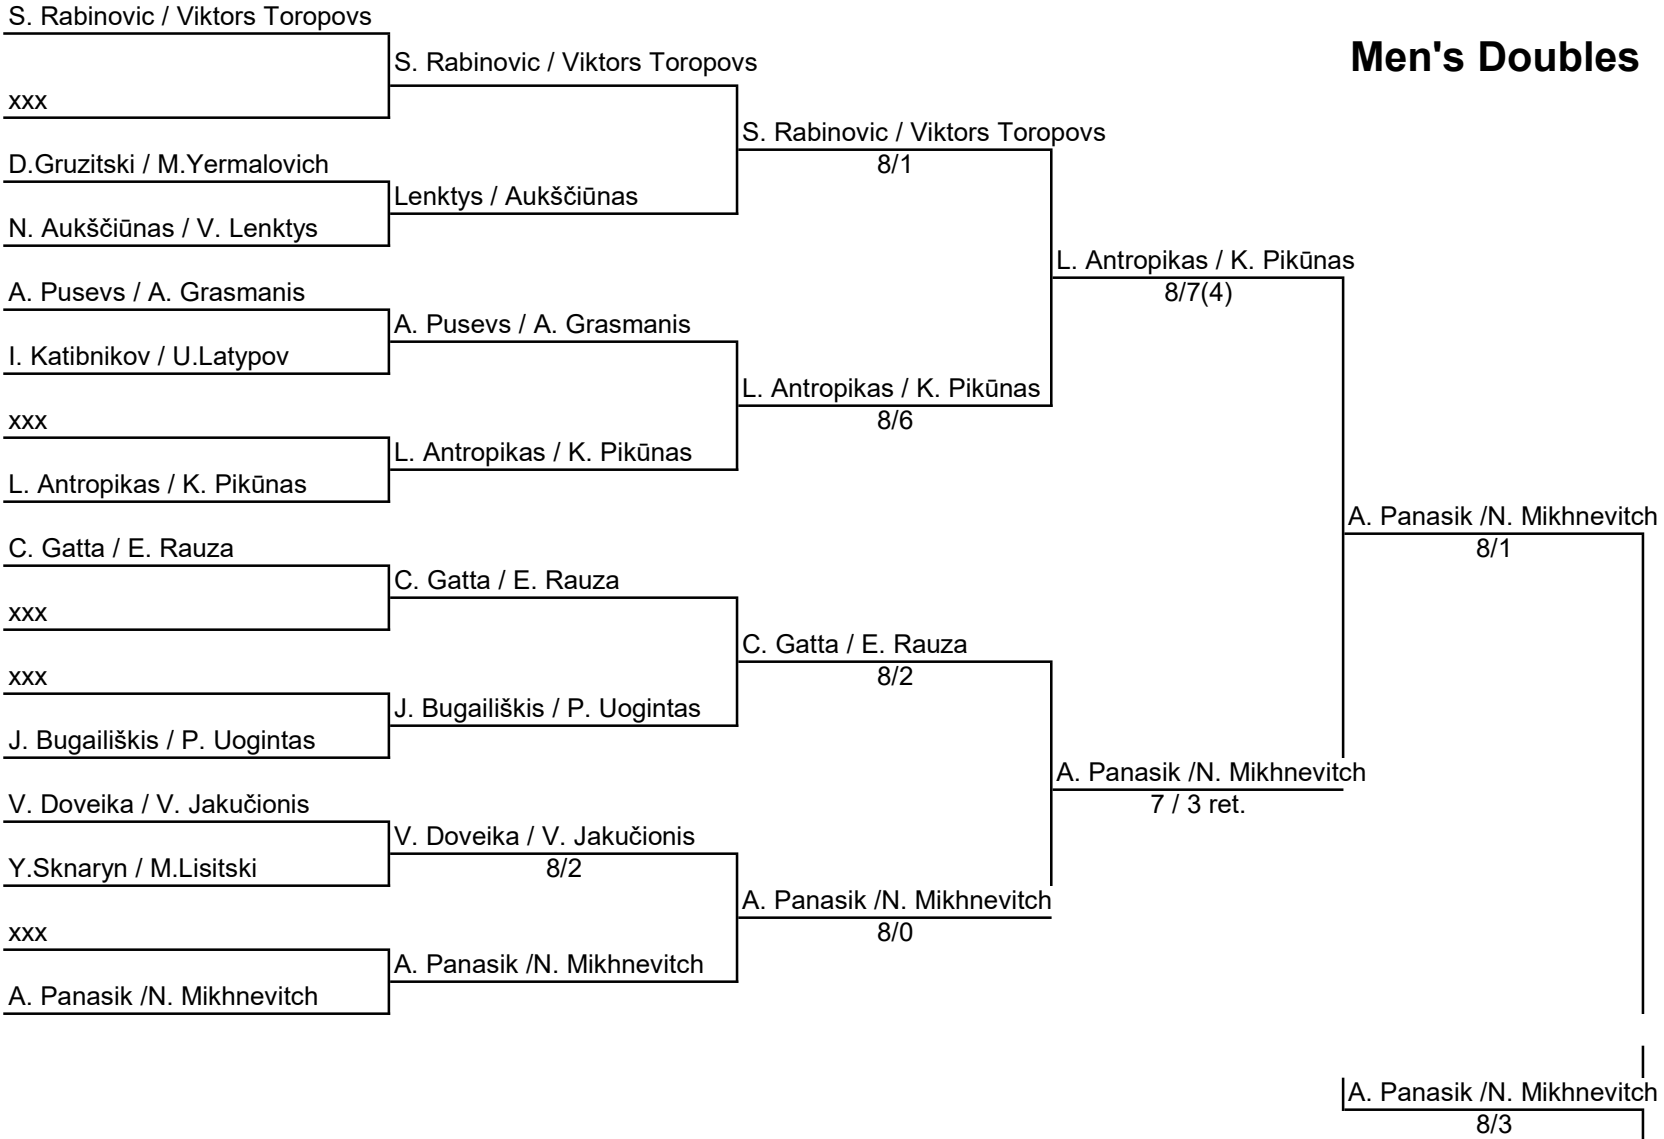 S. Rabinovic / Viktors Toropovs
Men's Doubles
S. Rabinovic / Viktors Toropovs
xxx
S. Rabinovic / Viktors Toropovs
8/1
D.Gruzitski / M.Yermalovich
Lenktys / Aukščiūnas
N. Aukščiūnas / V. Lenktys
L. Antropikas / K. Pikūnas
8/7(4)
A. Pusevs / A. Grasmanis
A. Pusevs / A. Grasmanis
I. Katibnikov / U.Latypov
L. Antropikas / K. Pikūnas
8/6
xxx
L. Antropikas / K. Pikūnas
L. Antropikas / K. Pikūnas
A. Panasik /N. Mikhnevitch
8/1
C. Gatta / E. Rauza
C. Gatta / E. Rauza
xxx
C. Gatta / E. Rauza
8/2
xxx
J. Bugailiškis / P. Uogintas
J. Bugailiškis / P. Uogintas
A. Panasik /N. Mikhnevitch
7 / 3 ret.
V. Doveika / V. Jakučionis
V. Doveika / V. Jakučionis
8/2
Y.Sknaryn / M.Lisitski
A. Panasik /N. Mikhnevitch
8/0
xxx
A. Panasik /N. Mikhnevitch
A. Panasik /N. Mikhnevitch
A. Panasik /N. Mikhnevitch
8/3